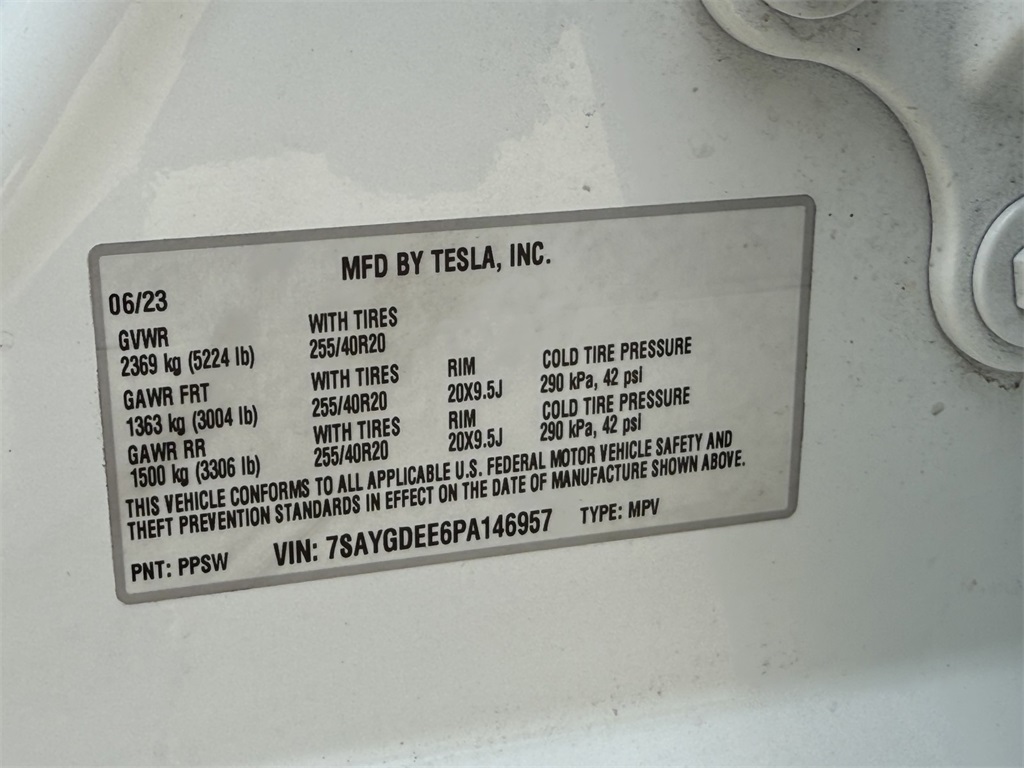 MFD BY TESLA, INC.
06/23
GVWR WITH TIRES
2369 kg (5224 lb) 255/40R20
GAWR FRT WITH TIRES RIM COLD TIRE PRESSURE
1363 kg (3004 lb) 255/40R20 20X9.5J 290 kPa, 42 psi
GAWR RR WITH TIRES RIM COLD TIRE PRESSURE
1500 kg (3306 lb) 255/40R20 20X9.5J 290 kPa, 42 psi
THIS VEHICLE CONFORMS TO ALL APPLICABLE U.S. FEDERAL MOTOR VEHICLE SAFETY AND
THEFT PREVENTION STANDARDS IN EFFECT ON THE DATE OF MANUFACTURE SHOWN ABOVE.
PNT: PPSW VIN: 7SAYGDEE6PA146957 TYPE: MPV